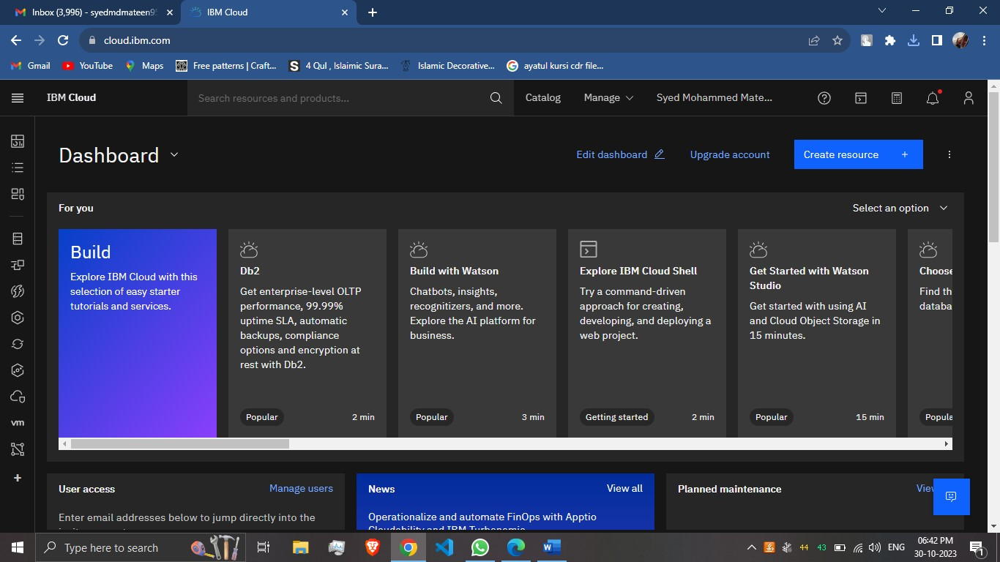 Inbox (3,996) - syedmdmateen95
IBM Cloud
cloud.ibm.com
Gmail
YouTube
Maps
Free patterns | Craft...
4 Qul , Islaimic Sura...
Islamic Decorative...
ayatul kursi cdr file...
IBM Cloud
Search resources and products...
Catalog
Manage
Syed Mohammed Mate...
Dashboard
Edit dashboard
Upgrade account
Create resource +
For you
Select an option
Build
Explore IBM Cloud with this
selection of easy starter
tutorials and services.
Db2
Get enterprise-level OLTP
performance, 99.99%
uptime SLA, automatic
backups, compliance
options and encryption at
rest with Db2.
Popular
2 min
Build with Watson
Chatbots, insights,
recognitizers, and more.
Explore the AI platform for
business.
Popular
3 min
Explore IBM Cloud Shell
Try a command-driven
approach for creating,
developing, and deploying a
web project.
Getting started
2 min
Get Started with Watson
Studio
Get started with using AI
and Cloud Object Storage in
15 minutes.
Popular
15 min
Choose
Find th
databa
Popula
vm
User access
Manage users
Enter email addresses below to jump directly into the
News
View all
Operationalize and automate FinOps with Apptio
Cloudability and IBM Turbonomic
Planned maintenance
View
Type here to search
44
43
ENG
06:42 PM
30-10-2023
1